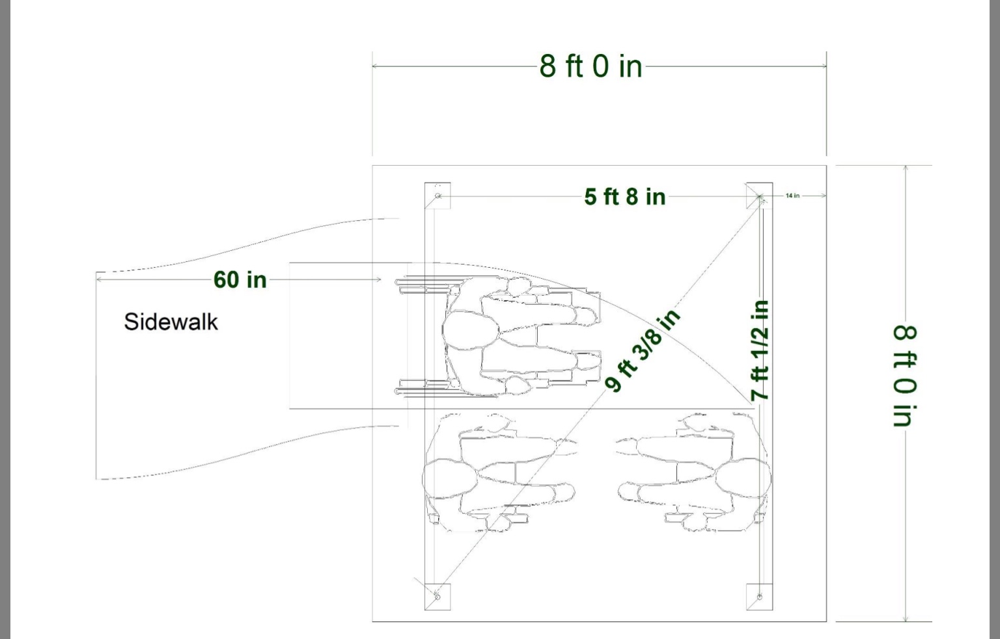 8 ft 0 in
5 ft 8 in
14 in
60 in
Sidewalk
9 ft 3/8 in
7 ft 1/2 in
8 ft 0 in